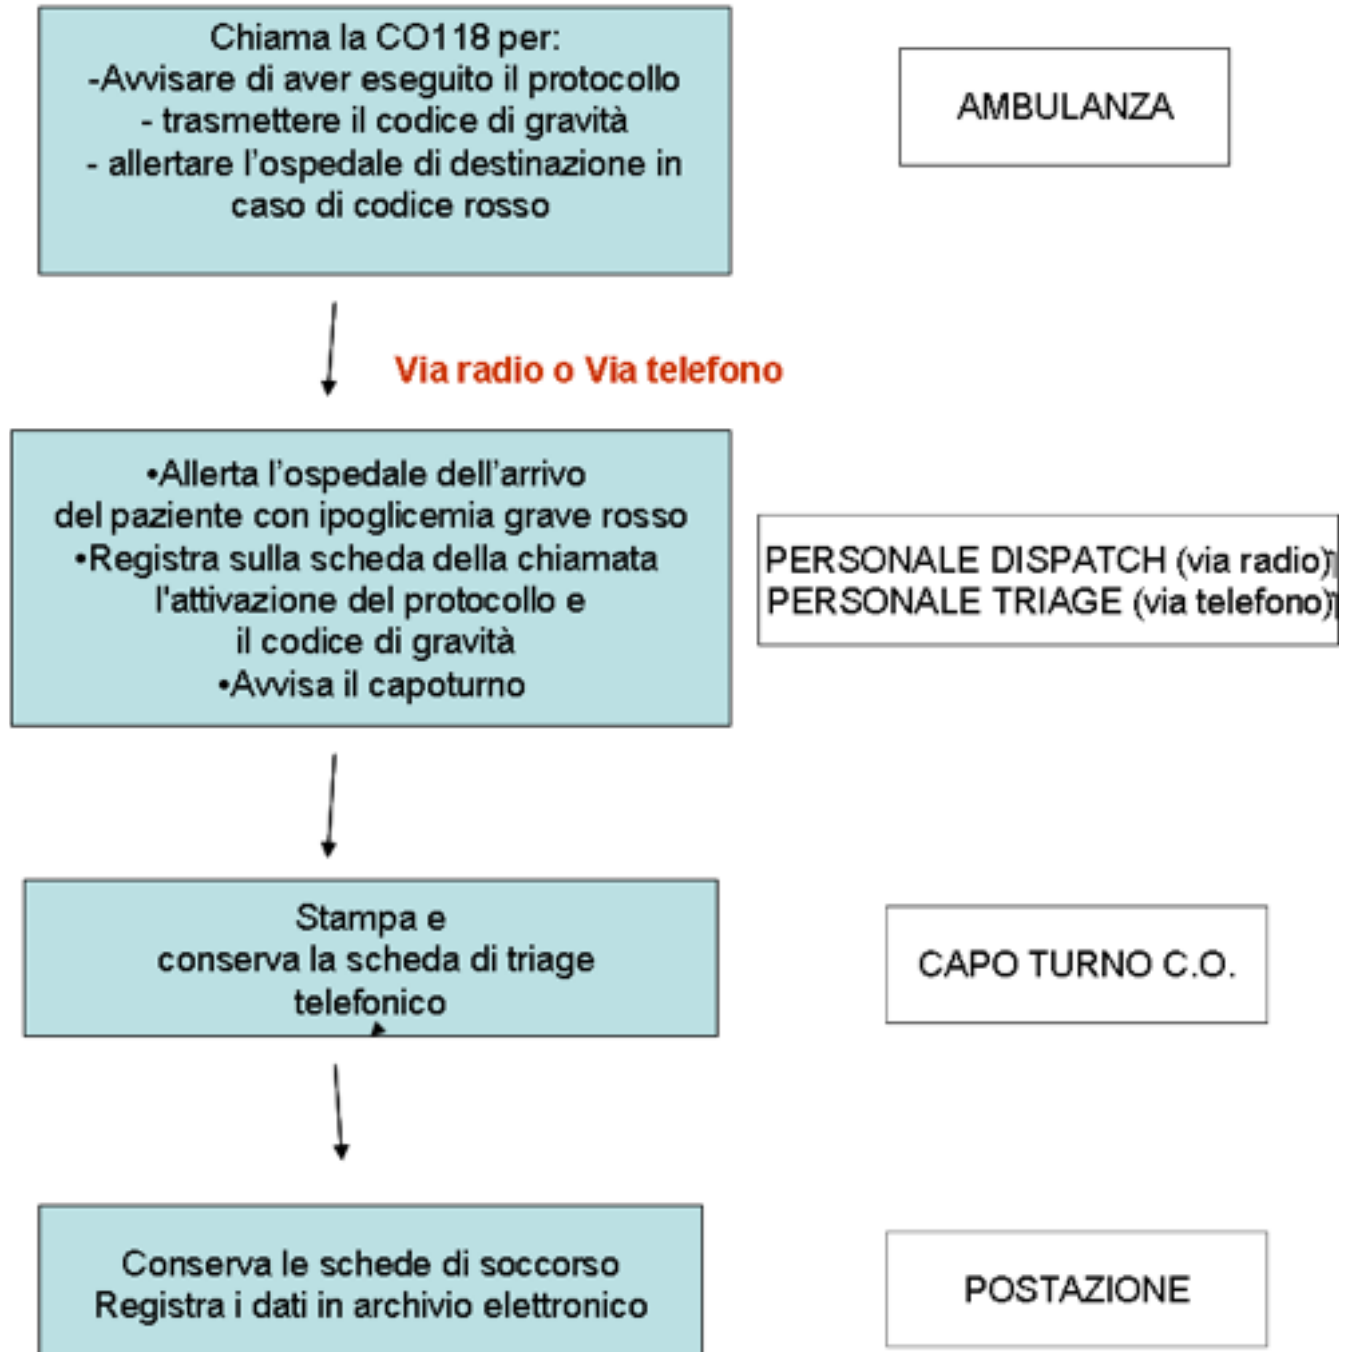 Chiama la CO118 per:
-Avvisare di aver eseguito il protocollo
- trasmettere il codice di gravità
- allertare l'ospedale di destinazione in
caso di codice rosso
AMBULANZA
Via radio o Via telefono
•Allerta l'ospedale dell'arrivo
del paziente con ipoglicemia grave rosso
•Registra sulla scheda della chiamata
l'attivazione del protocollo e
il codice di gravità
•Avvisa il capoturno
PERSONALE DISPATCH (via radio)
PERSONALE TRIAGE (via telefono)
Stampa e
conserva la scheda di triage
telefonico
CAPO TURNO C.O.
Conserva le schede di soccorso
Registra i dati in archivio elettronico
POSTAZIONE